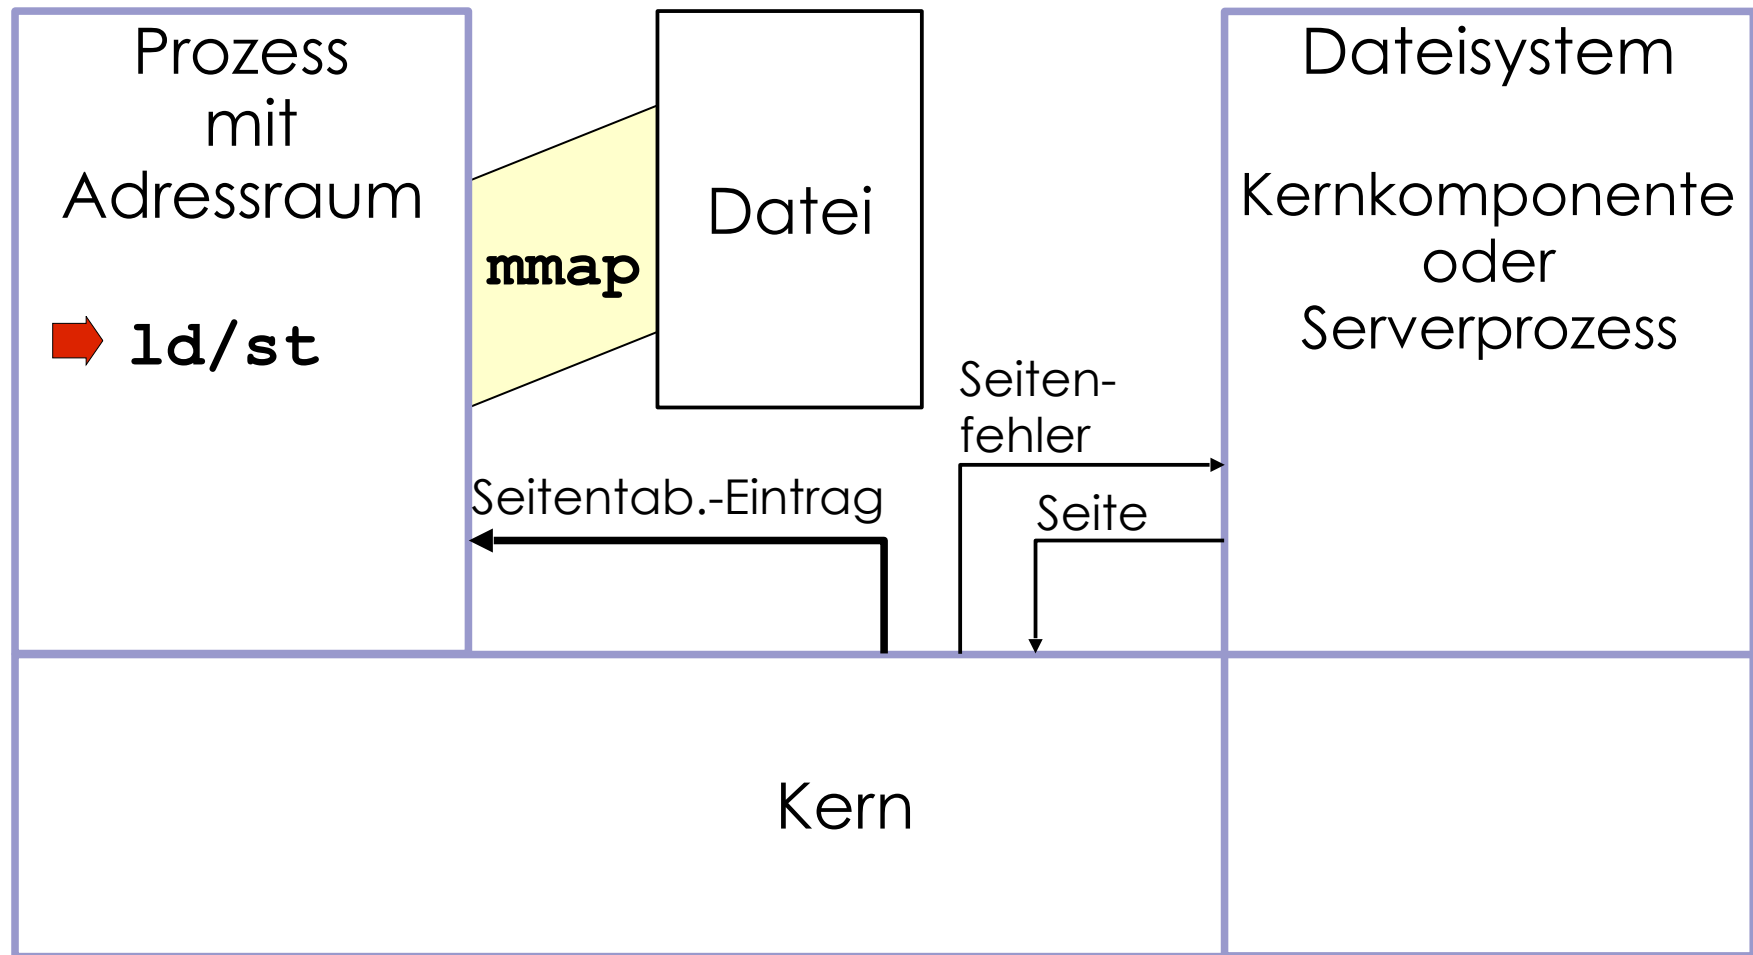 Prozess
mit
Adressraum
ld/st
mmap
Datei
Dateisystem
Kernkomponente
oder
Serverprozess
Seiten-
fehler
Seitentab.-Eintrag
Seite
Kern